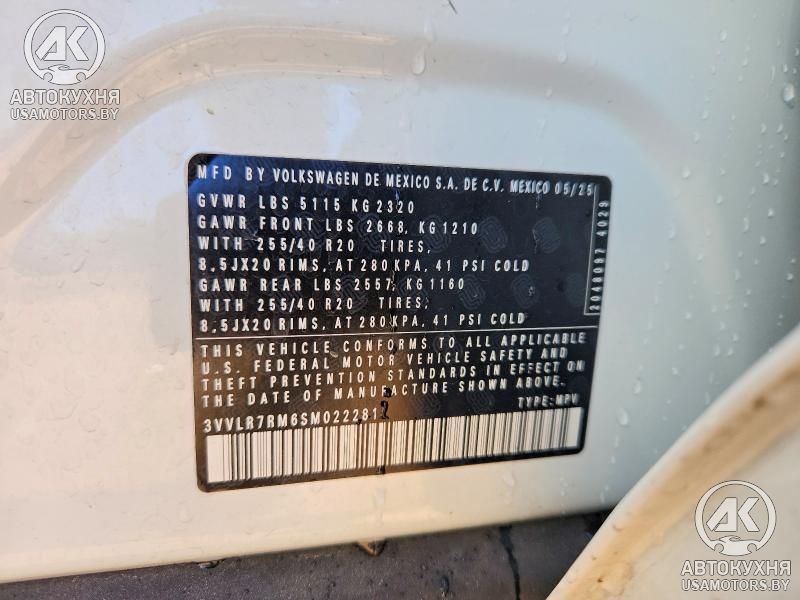 AK
АВТОКУХНЯ
USAMOTORS.BY
MFD BY VOLKSWAGEN DE MEXICO S.A. DE C.V. MEXICO 05/25
GVWR LBS 5115 KG 2320
GAWR FRONT LBS 2668, KG 1210
WITH 255/40 R20 TIRES,
8,5JX20 RIMS, AT 280 KPA, 41 PSI COLD
GAWR REAR LBS 2557, KG 1160
WITH 255/40 R20 TIRES,
8,5JX20 RIMS, AT 280 KPA, 41 PSI COLD
2048097 4029
THIS VEHICLE CONFORMS TO ALL APPLICABLE
U.S. FEDERAL MOTOR VEHICLE SAFETY AND
THEFT PREVENTION STANDARDS IN EFFECT ON
THE DATE OF MANUFACTURE SHOWN ABOVE.
3VVLR7RM6SM0222812 TYPE: MPV
AK
АВТОКУХНЯ
USAMOTORS.BY